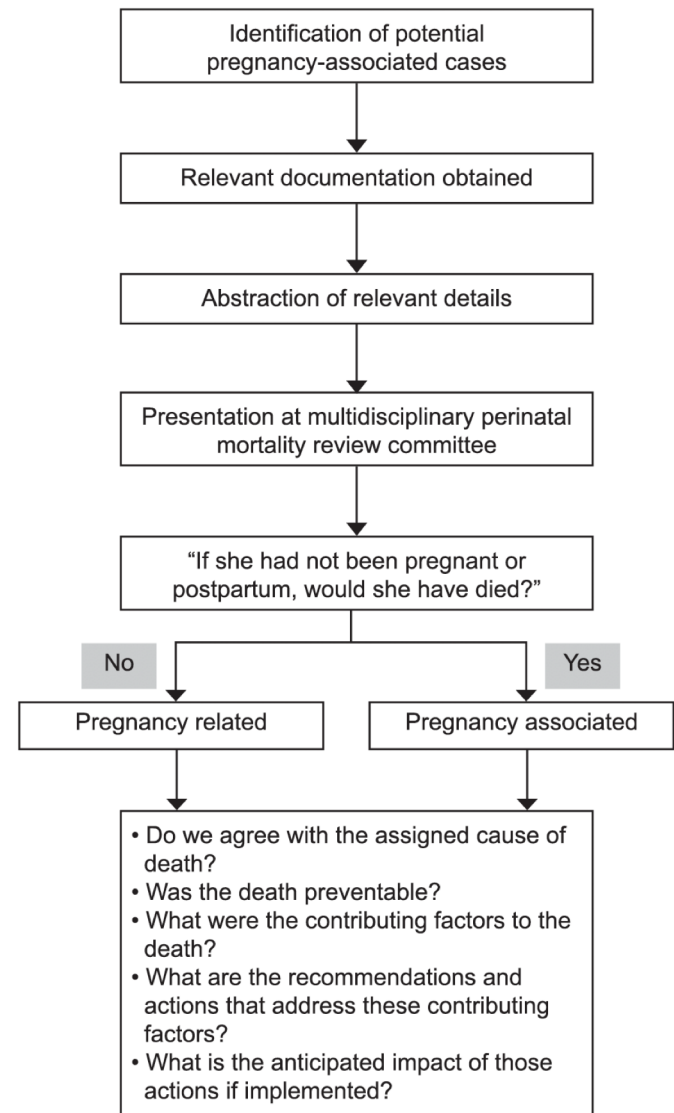 Identification of potential
pregnancy-associated cases
Relevant documentation obtained
Abstraction of relevant details
Presentation at multidisciplinary perinatal
mortality review committee
“If she had not been pregnant or
postpartum, would she have died?”
No
Yes
Pregnancy related
Pregnancy associated
• Do we agree with the assigned cause of
death?
• Was the death preventable?
• What were the contributing factors to the
death?
• What are the recommendations and
actions that address these contributing
factors?
• What is the anticipated impact of those
actions if implemented?